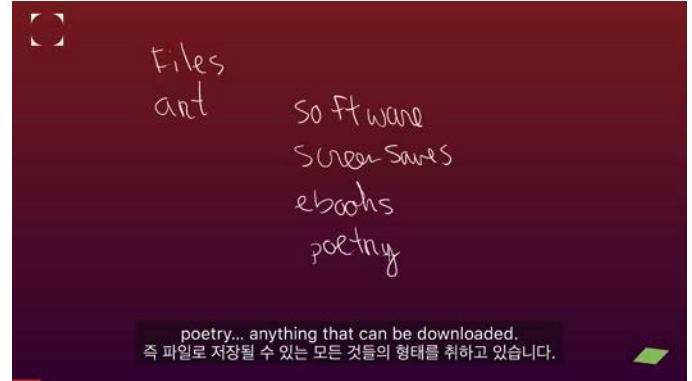 Files
art
software
screen saves
ebooks
poetry
poetry... anything that can be downloaded.
즉 파일로 저장될 수 있는 모든 것들의 형태를 취하고 있습니다.